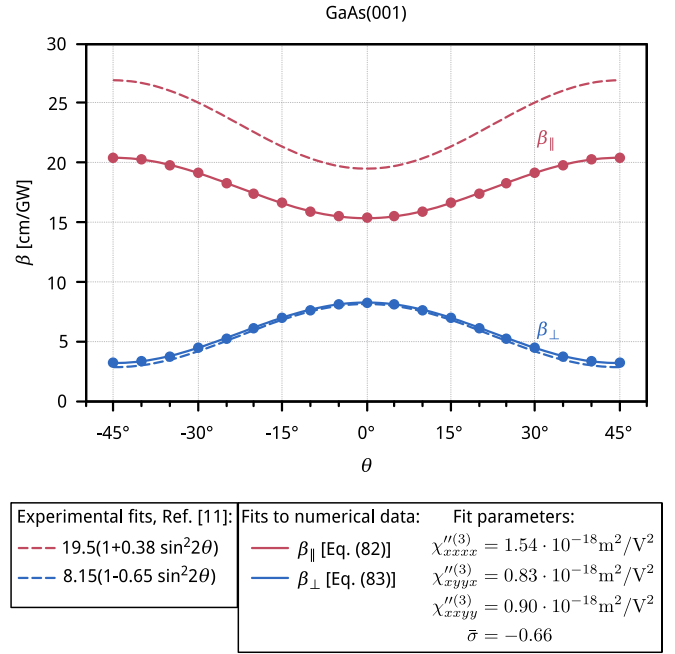 GaAs(001)
30
25
20
15
10
5
0
β [cm/GW]
β∥
β⊥
-45° -30° -15° 0° 15° 30° 45°
θ
Experimental fits, Ref. [11]:
19.5(1+0.38 sin²2θ)
8.15(1-0.65 sin²2θ)
Fits to numerical data:
β∥ [Eq. (82)]
β⊥ [Eq. (83)]
Fit parameters:
χ''⁽³⁾_xxxx = 1.54 · 10⁻¹⁸m²/V²
χ''⁽³⁾_xyyx = 0.83 · 10⁻¹⁸m²/V²
χ''⁽³⁾_xxyy = 0.90 · 10⁻¹⁸m²/V²
σ̄ = −0.66